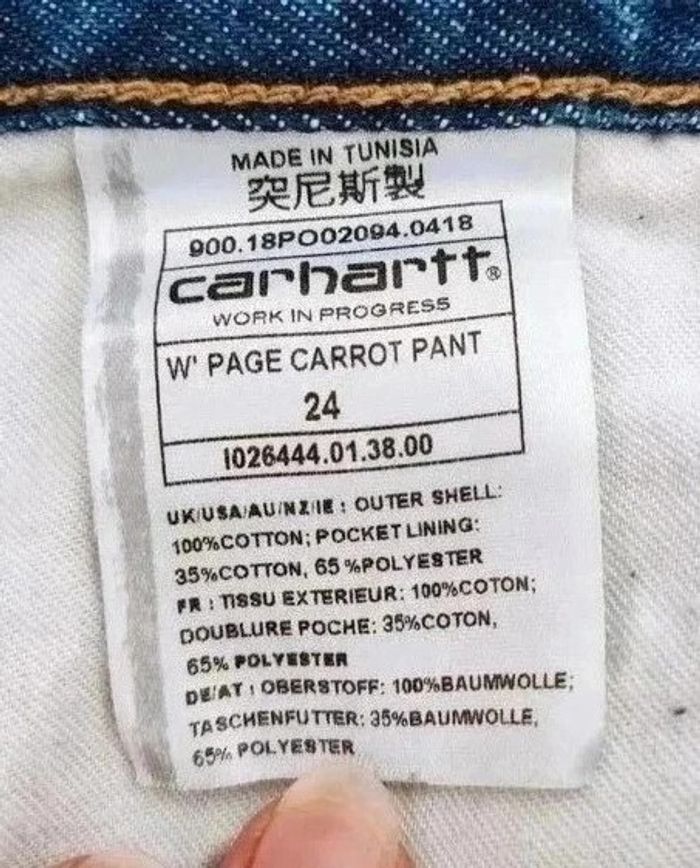 MADE IN TUNISIA
突尼斯製
900.18PO02094.0418
carhartt®
WORK IN PROGRESS
W' PAGE CARROT PANT
24
I026444.01.38.00
UK/USA/AU/NZ/IE : OUTER SHELL:
100%COTTON; POCKET LINING:
35%COTTON, 65%POLYESTER
FR : TISSU EXTERIEUR: 100%COTON;
DOUBLURE POCHE: 35%COTON,
65% POLYESTER
DE/AT : OBERSTOFF: 100%BAUMWOLLE;
TASCHENFUTTER: 35%BAUMWOLLE,
65% POLYESTER